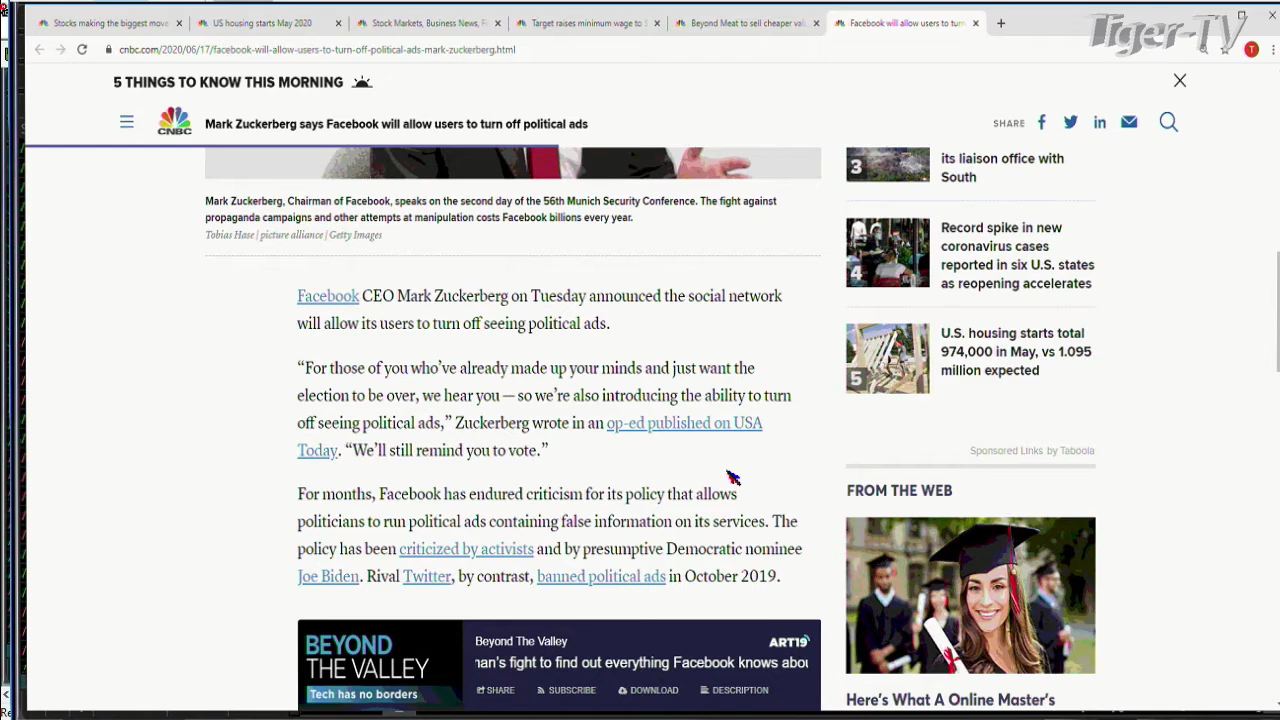 Stocks making the biggest move
US housing starts May 2020
Stock Markets, Business News, F
Target raises minimum wage to $
Beyond Meat to sell cheaper val
Facebook will allow users to turn
Tiger-TV
cnbc.com/2020/06/17/facebook-will-allow-users-to-turn-off-political-ads-mark-zuckerberg.html
T
5 THINGS TO KNOW THIS MORNING
CNBC
Mark Zuckerberg says Facebook will allow users to turn off political ads
SHARE
Mark Zuckerberg, Chairman of Facebook, speaks on the second day of the 56th Munich Security Conference. The fight against
propaganda campaigns and other attempts at manipulation costs Facebook billions every year.
Tobias Hase | picture alliance | Getty Images
Facebook CEO Mark Zuckerberg on Tuesday announced the social network
will allow its users to turn off seeing political ads.
“For those of you who’ve already made up your minds and just want the
election to be over, we hear you — so we’re also introducing the ability to turn
off seeing political ads,” Zuckerberg wrote in an op-ed published on USA
Today. “We’ll still remind you to vote.”
For months, Facebook has endured criticism for its policy that allows
politicians to run political ads containing false information on its services. The
policy has been criticized by activists and by presumptive Democratic nominee
Joe Biden. Rival Twitter, by contrast, banned political ads in October 2019.
BEYOND
THE VALLEY
Tech has no borders
Beyond The Valley
ART19
nan's fight to find out everything Facebook knows abou
SHARE
SUBSCRIBE
DOWNLOAD
DESCRIPTION
3
its liaison office with
South
4
Record spike in new
coronavirus cases
reported in six U.S. states
as reopening accelerates
5
U.S. housing starts total
974,000 in May, vs 1.095
million expected
Sponsored Links by Taboola
FROM THE WEB
Here's What A Online Master's